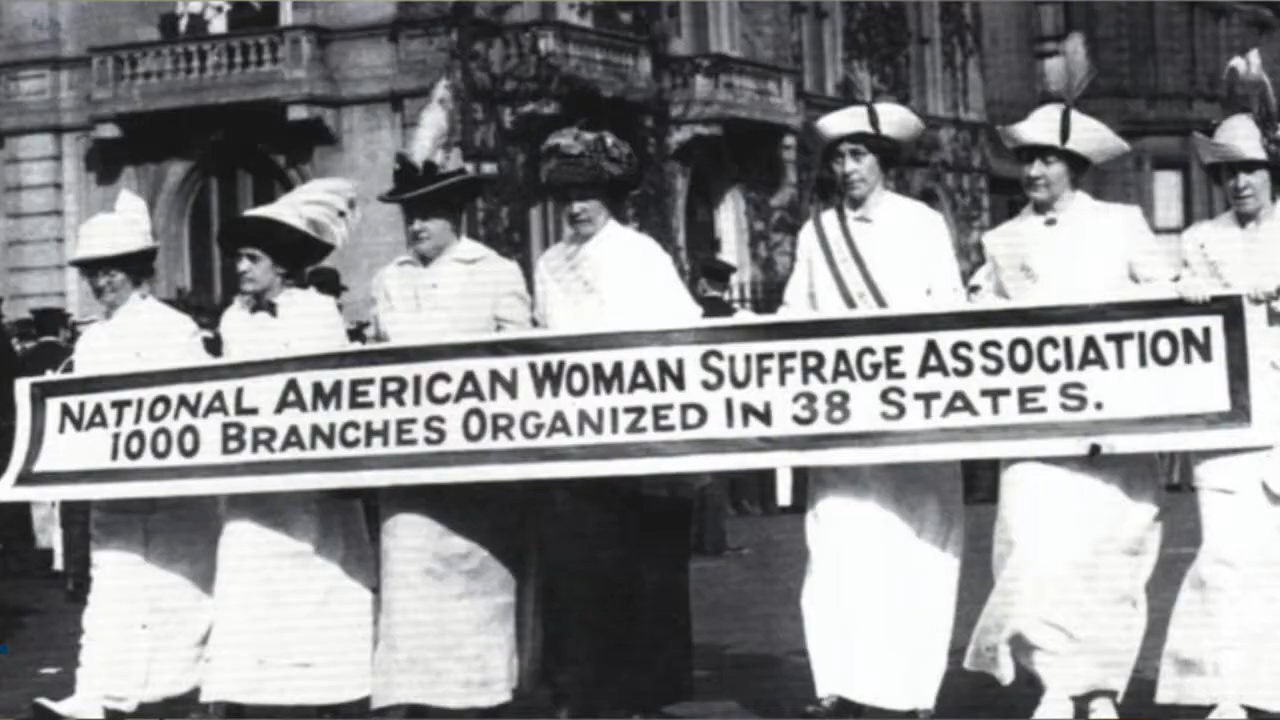 NATIONAL AMERICAN WOMAN SUFFRAGE ASSOCIATION
1000 BRANCHES ORGANIZED IN 38 STATES.